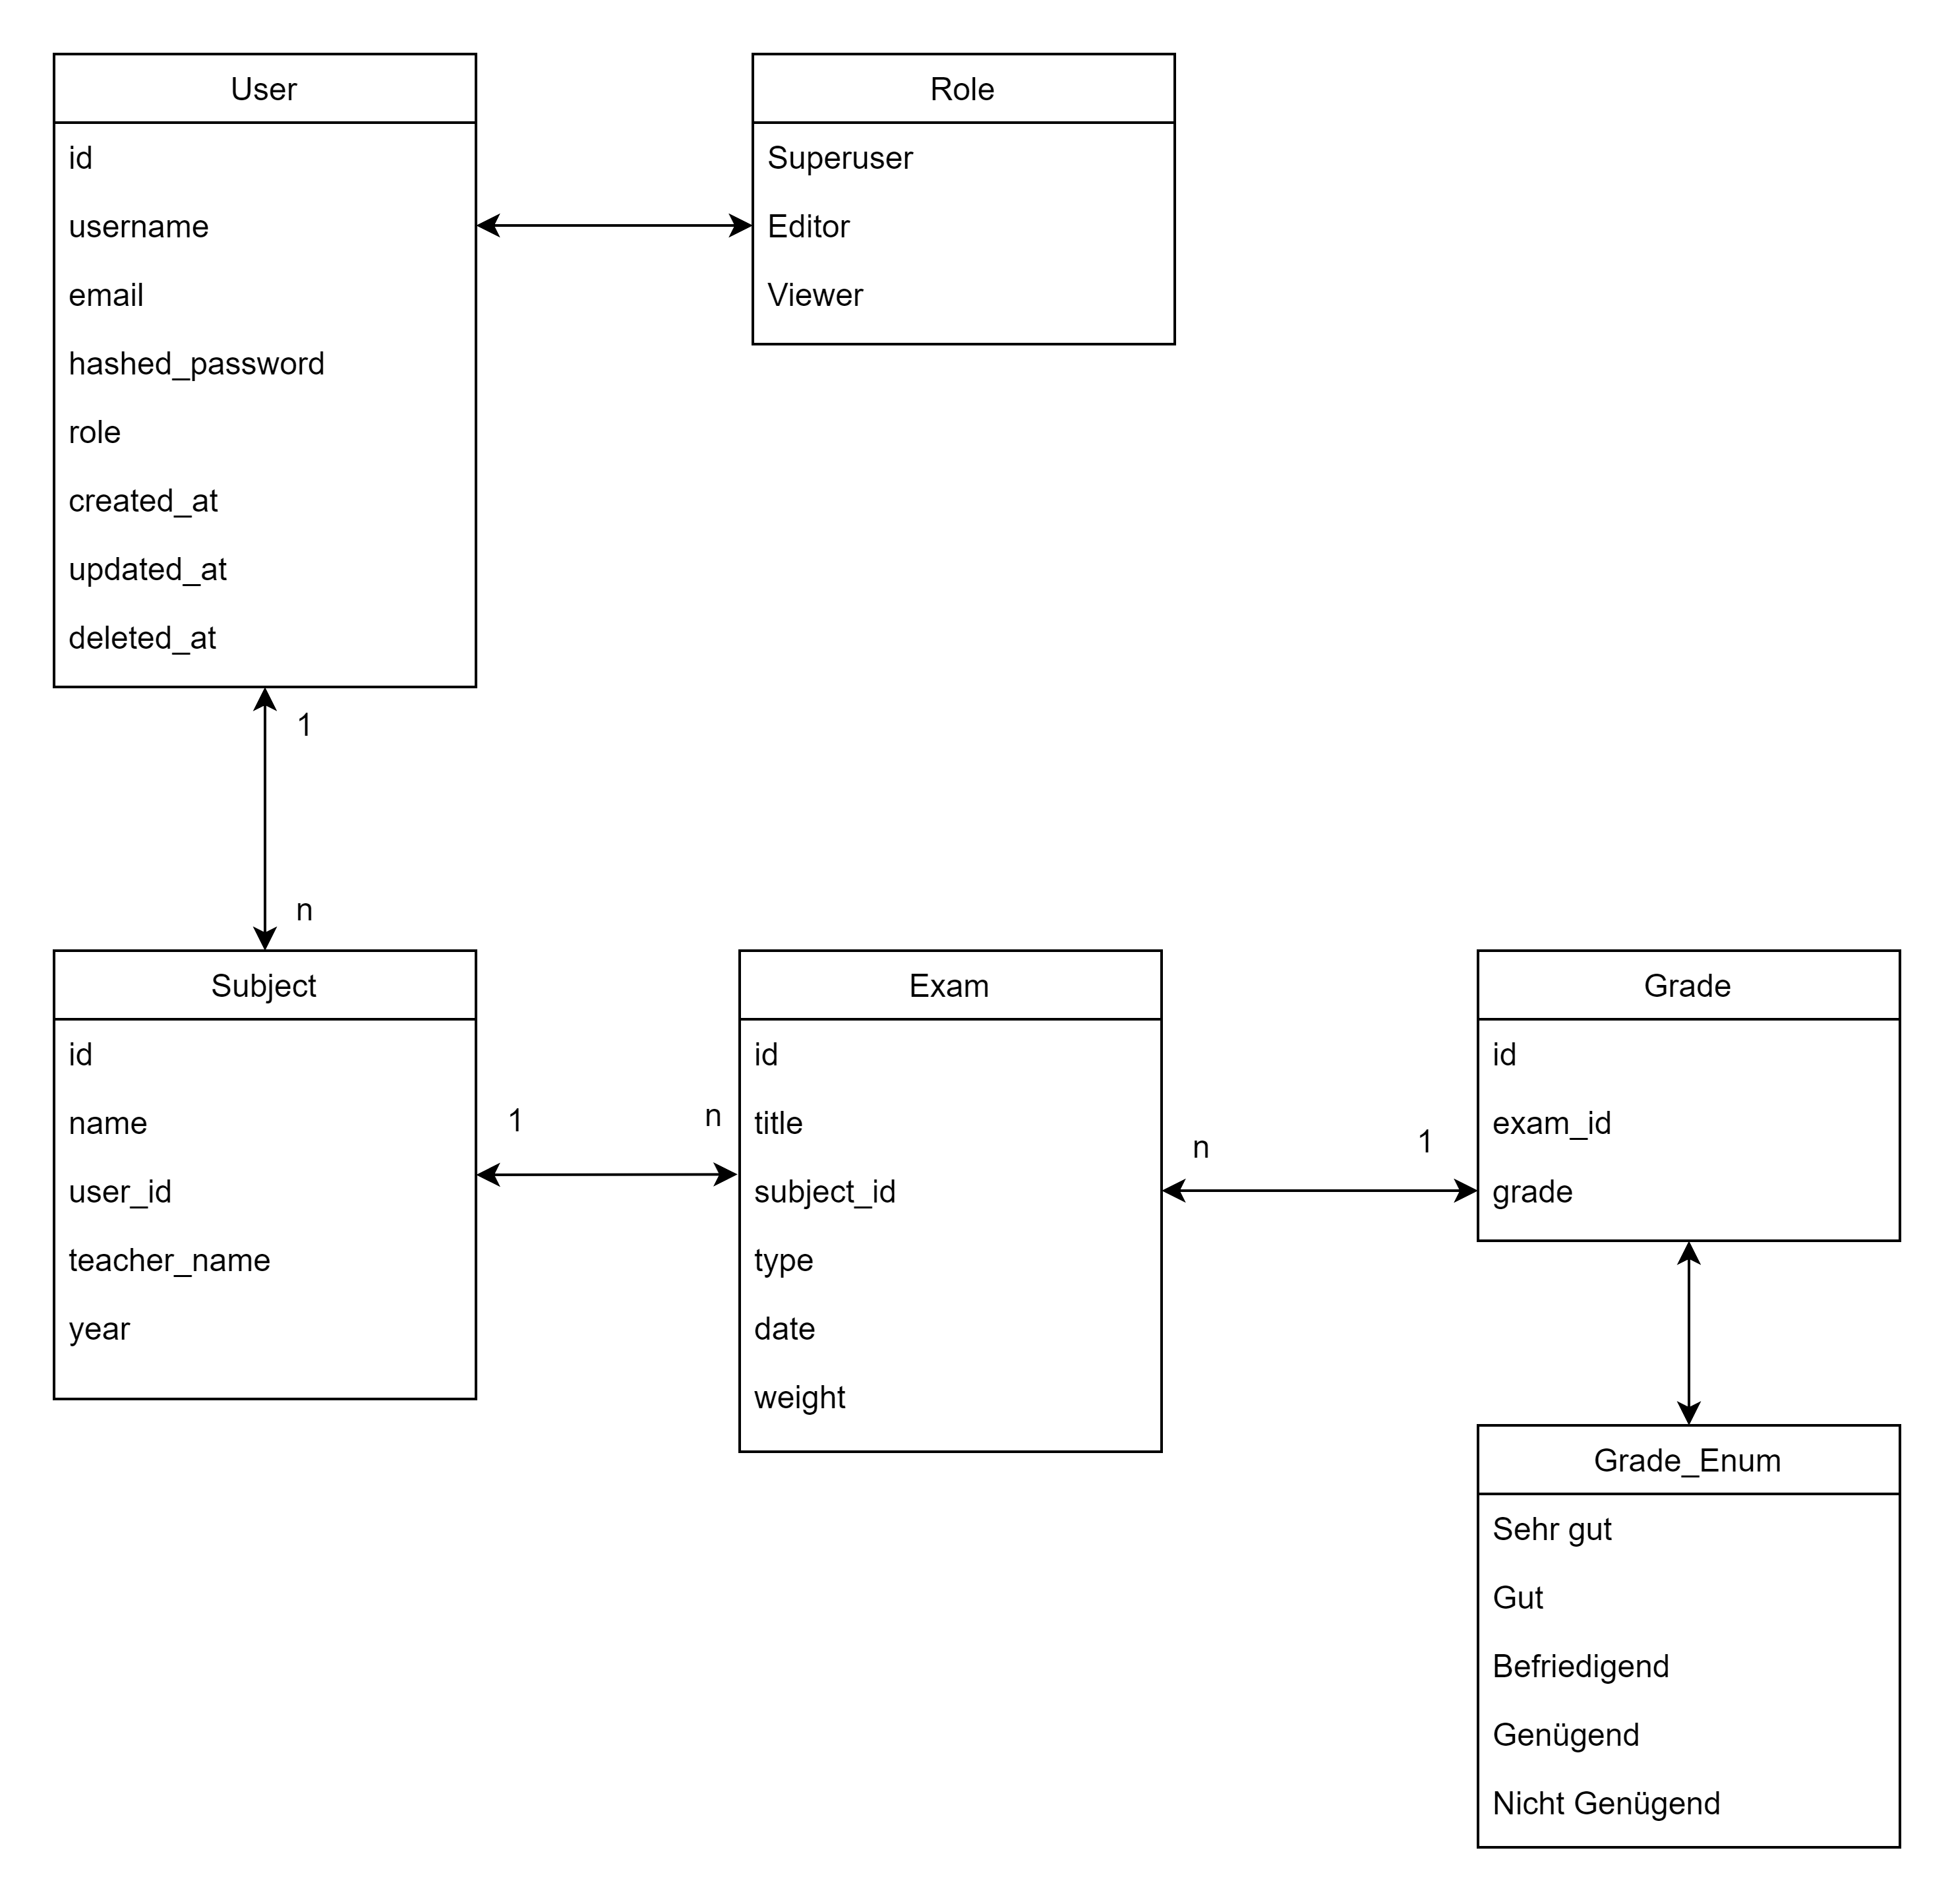 User
id
username
email
hashed_password
role
created_at
updated_at
deleted_at
Role
Superuser
Editor
Viewer
1
n
Subject
id
name
user_id
teacher_name
year
1
n
Exam
id
title
subject_id
type
date
weight
n
1
Grade
id
exam_id
grade
Grade_Enum
Sehr gut
Gut
Befriedigend
Genügend
Nicht Genügend